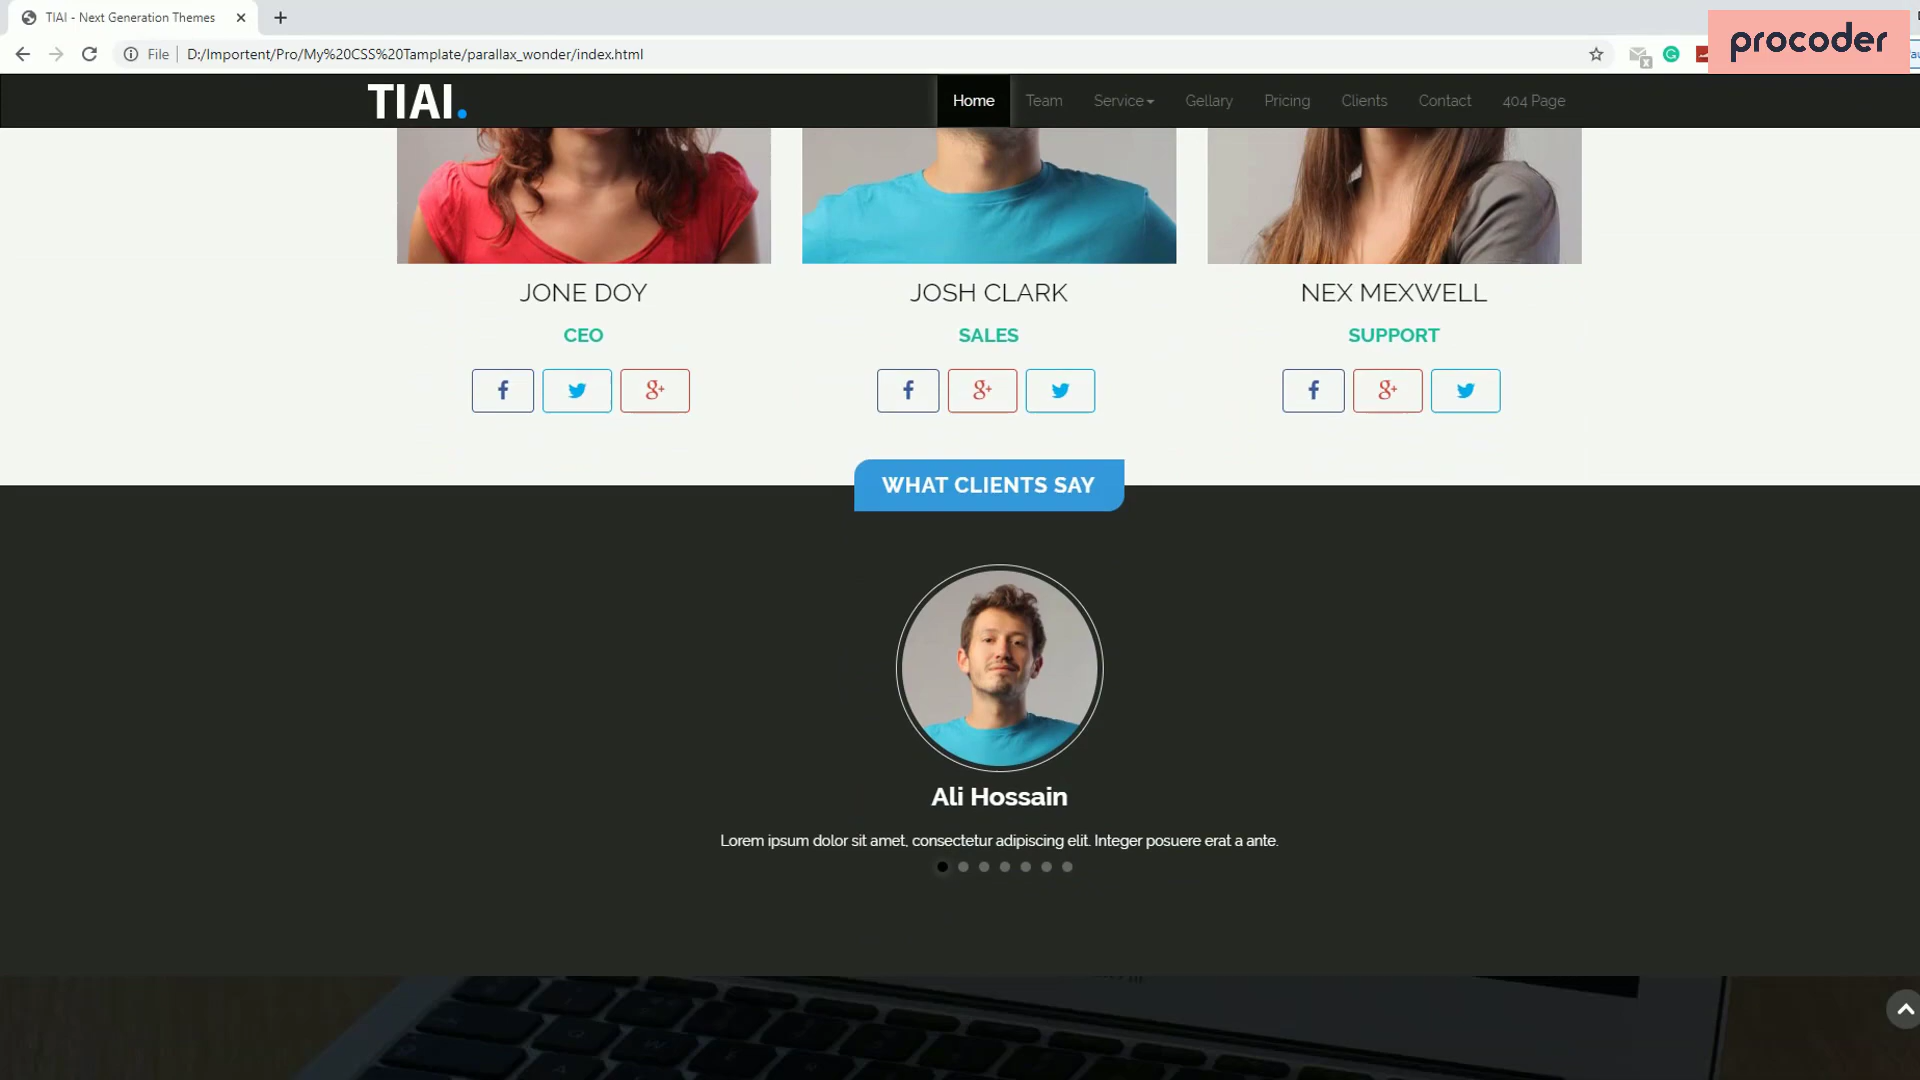 TIAI - Next Generation Themes
File
D:/Importent/Pro/My%20CSS%20Tamplate/parallax_wonder/index.html
procoder
TIAI.
Home Team Service Gellary Pricing Clients Contact 404 Page
JONE DOY JOSH CLARK NEX MEXWELL
CEO SALES SUPPORT
WHAT CLIENTS SAY
Ali Hossain
Lorem ipsum dolor sit amet, consectetur adipiscing elit. Integer posuere erat a ante.